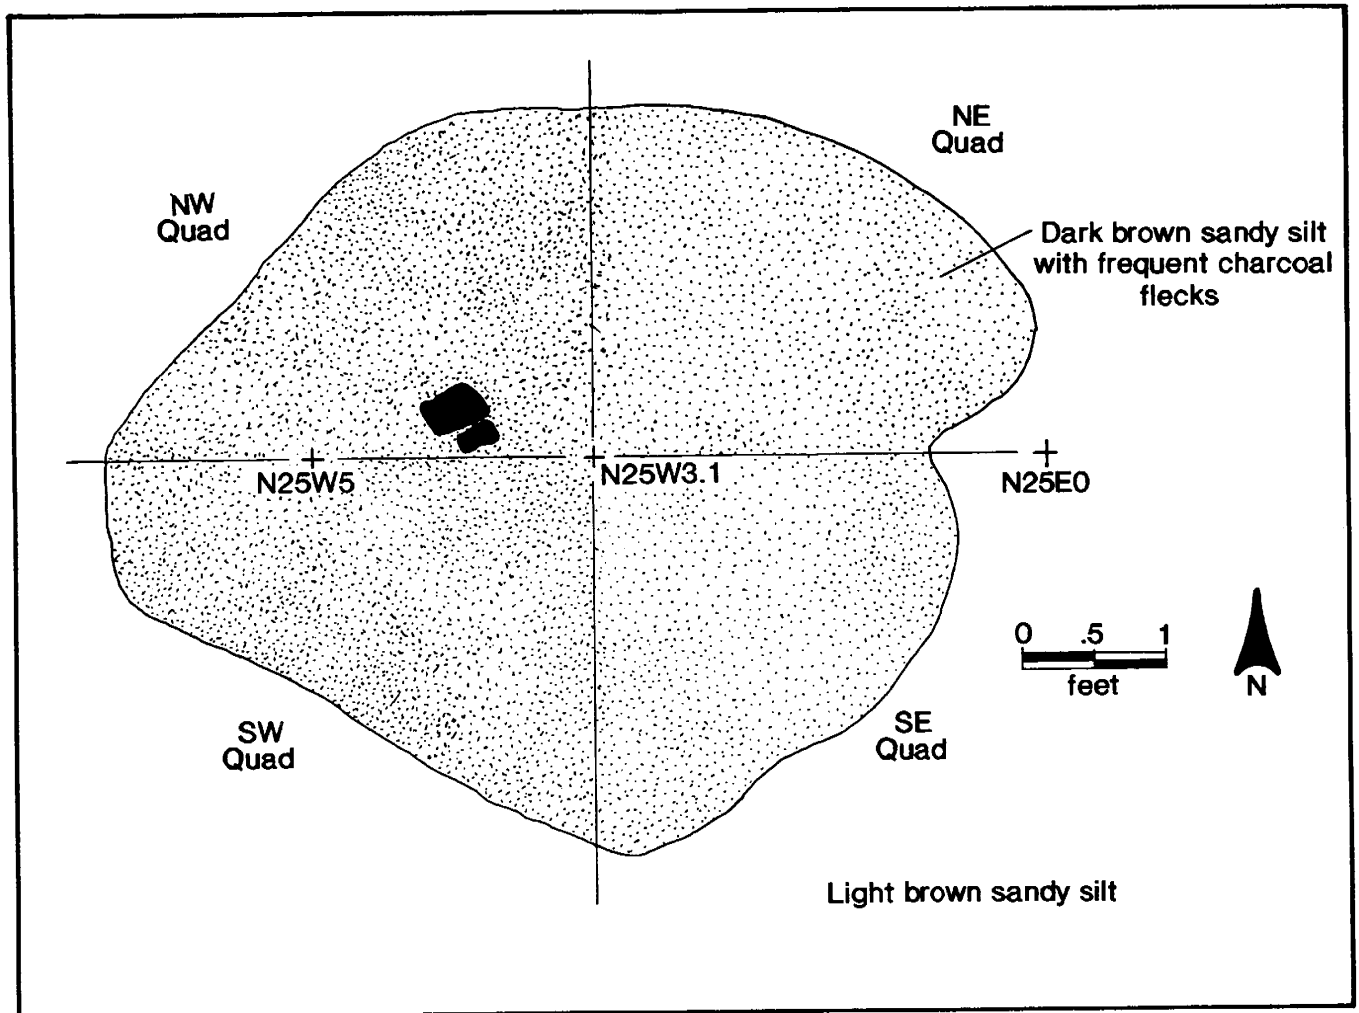 NE
Quad
NW
Quad
Dark brown sandy silt
with frequent charcoal
flecks
N25W5
N25W3.1
N25E0
0 .5 1
feet
N
SW
Quad
SE
Quad
Light brown sandy silt